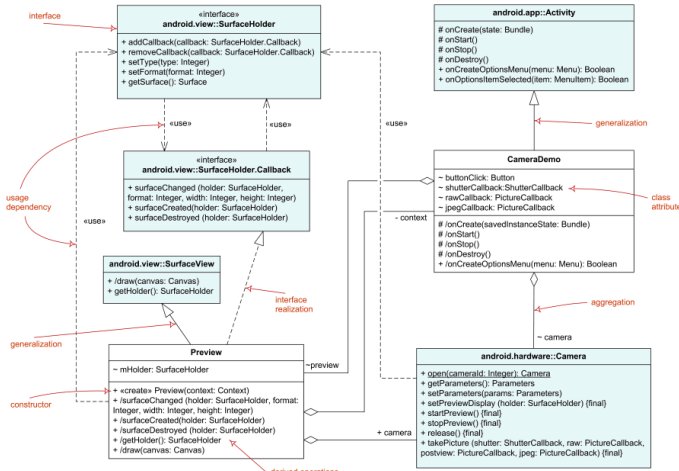 interface
«interface»
android.view::SurfaceHolder
+ addCallback(callback: SurfaceHolder.Callback)
+ removeCallback(callback: SurfaceHolder.Callback)
+ setType(type: Integer)
+ setFormat(format: Integer)
+ getSurface(): Surface
android.app::Activity
# onCreate(state: Bundle)
# onStart()
# onStop()
# onDestroy()
+ onCreateOptionsMenu(menu: Menu): Boolean
+ onOptionsItemSelected(item: MenuItem): Boolean
«use»
«use»
«use»
generalization
«interface»
android.view::SurfaceHolder.Callback
+ surfaceChanged (holder: SurfaceHolder,
format: Integer, width: Integer, height: Integer)
+ surfaceCreated(holder: SurfaceHolder)
+ surfaceDestroyed (holder: SurfaceHolder)
CameraDemo
~ buttonClick: Button
~ shutterCallback:ShutterCallback
~ rawCallback: PictureCallback
~ jpegCallback: PictureCallback
# /onCreate(savedInstanceState: Bundle)
# /onStart()
# /onStop()
# /onDestroy()
+ /onCreateOptionsMenu(menu: Menu): Boolean
class
attribute
usage
dependency
«use»
- context
android.view::SurfaceView
+ /draw(canvas: Canvas)
+ getHolder(): SurfaceHolder
interface
realization
aggregation
generalization
~ camera
Preview
~ mHolder: SurfaceHolder
+ «create» Preview(context: Context)
+ /surfaceChanged (holder: SurfaceHolder, format:
Integer, width: Integer, height: Integer)
+ /surfaceCreated(holder: SurfaceHolder)
+ /surfaceDestroyed (holder: SurfaceHolder)
+ /getHolder(): SurfaceHolder
+ /draw(canvas: Canvas)
~preview
constructor
+ camera
android.hardware::Camera
+ open(cameraId: Integer): Camera
+ getParameters(): Parameters
+ setParameters(params: Parameters)
+ setPreviewDisplay (holder: SurfaceHolder) {final}
+ startPreview() {final}
+ stopPreview() {final}
+ release() {final}
+ takePicture (shutter: ShutterCallback, raw: PictureCallback,
postview: PictureCallback, jpeg: PictureCallback) {final}
derived operations